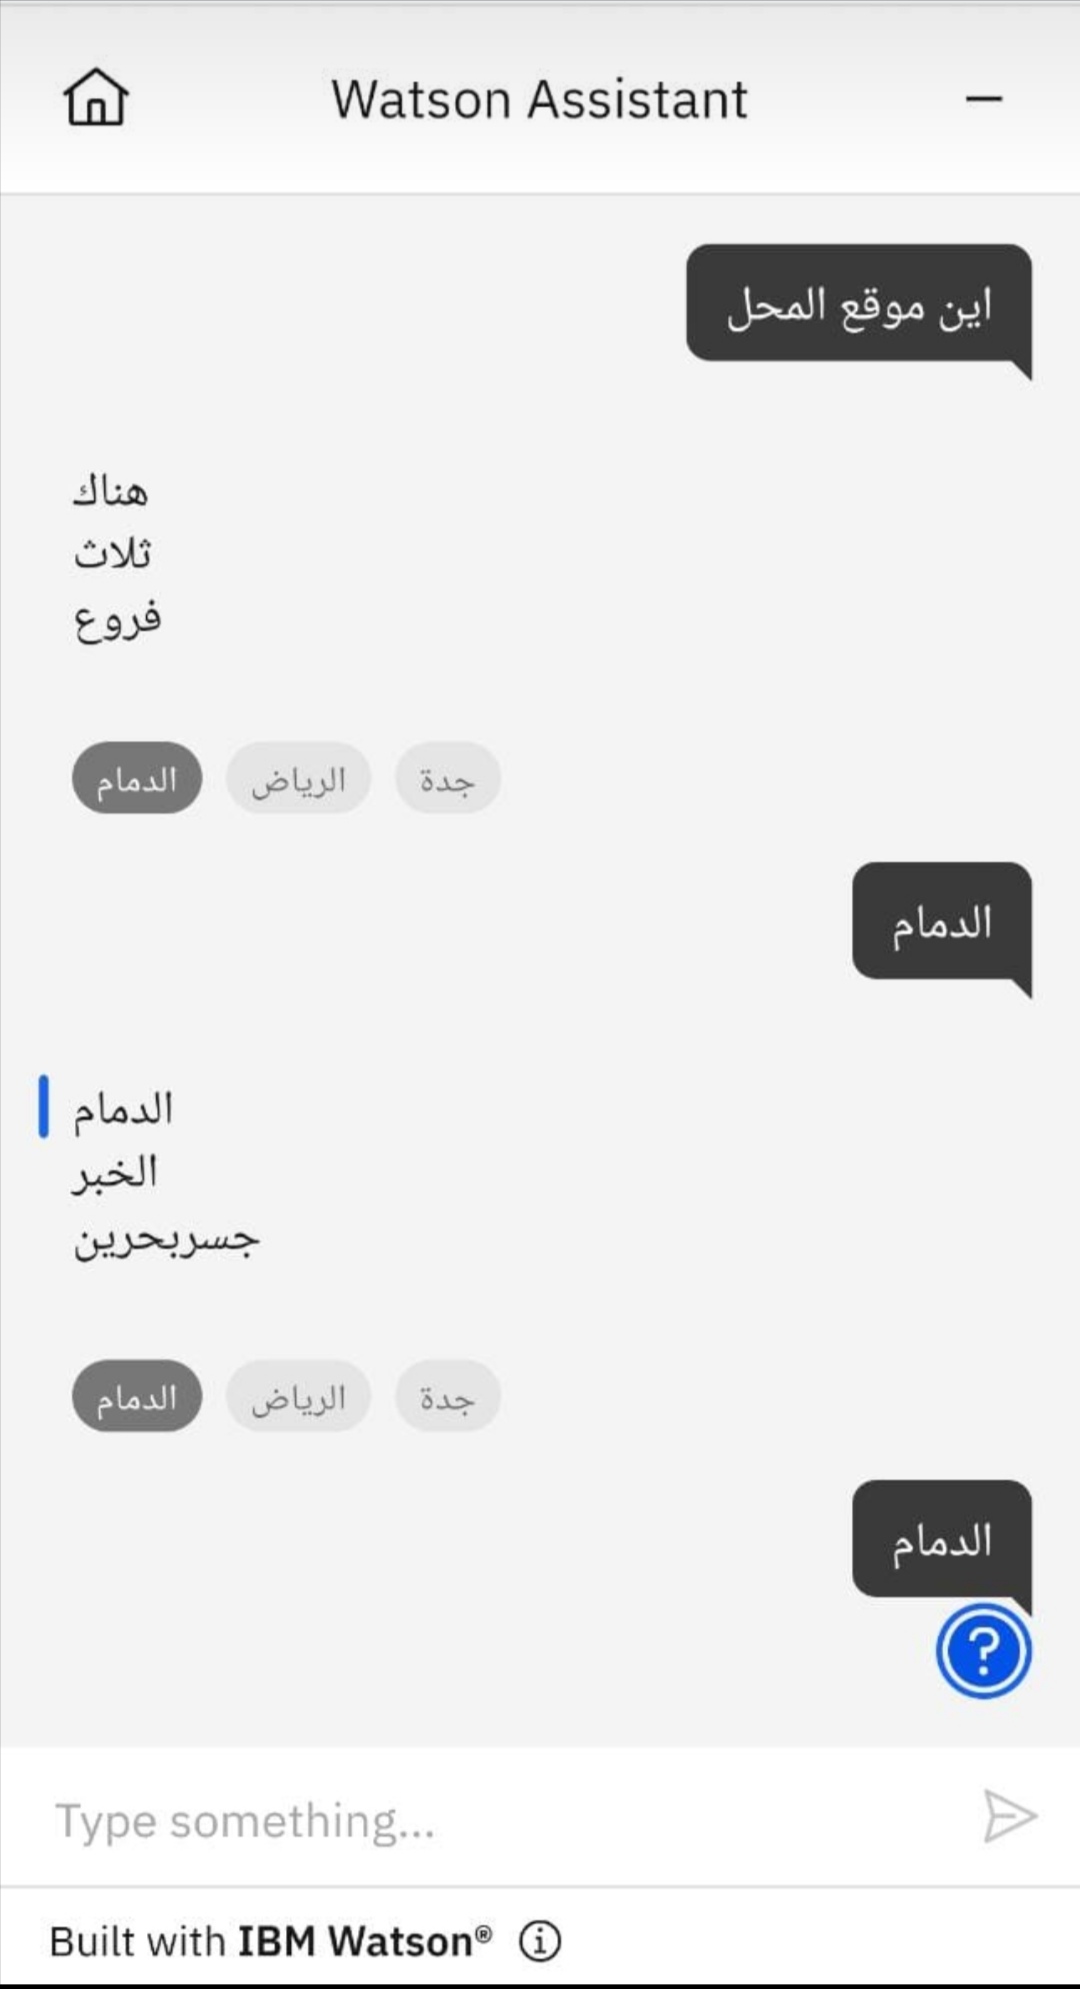 Watson Assistant
اين موقع المحل
هناك
ثلاث
فروع
الدمام الرياض جدة
الدمام
الدمام
الخبر
جسربحرين
الدمام الرياض جدة
الدمام
?
Type something...
Built with IBM Watson®